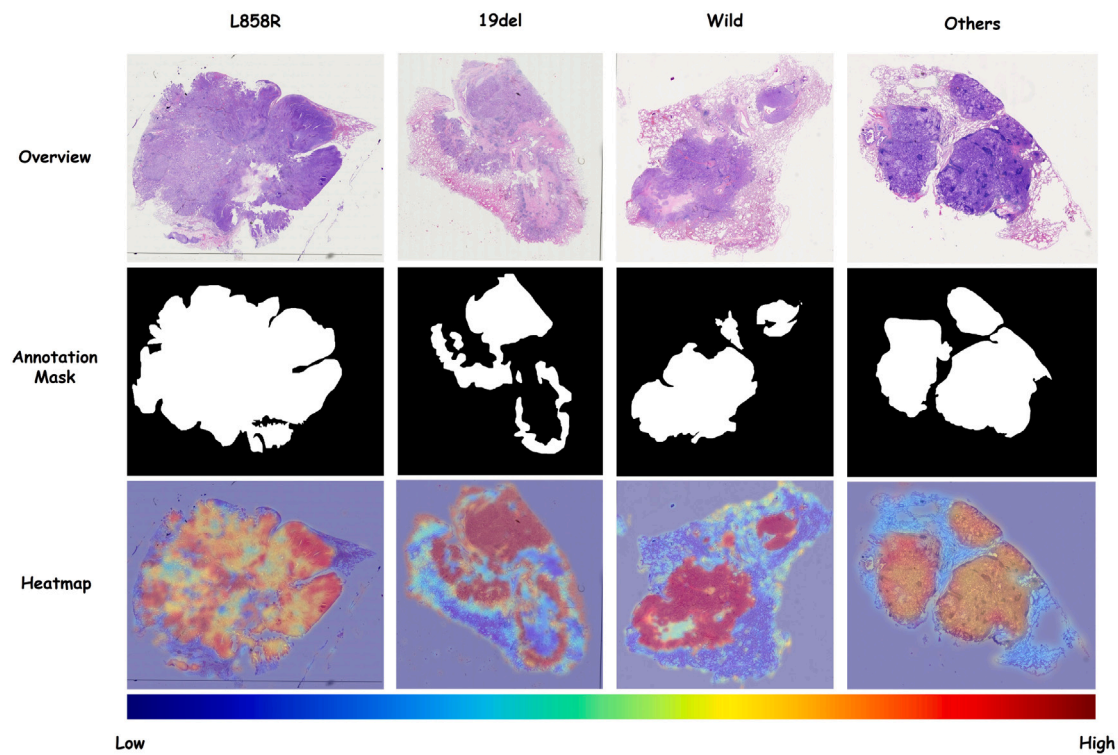 L858R 19del Wild Others
Overview
Annotation
Mask
Heatmap
Low High